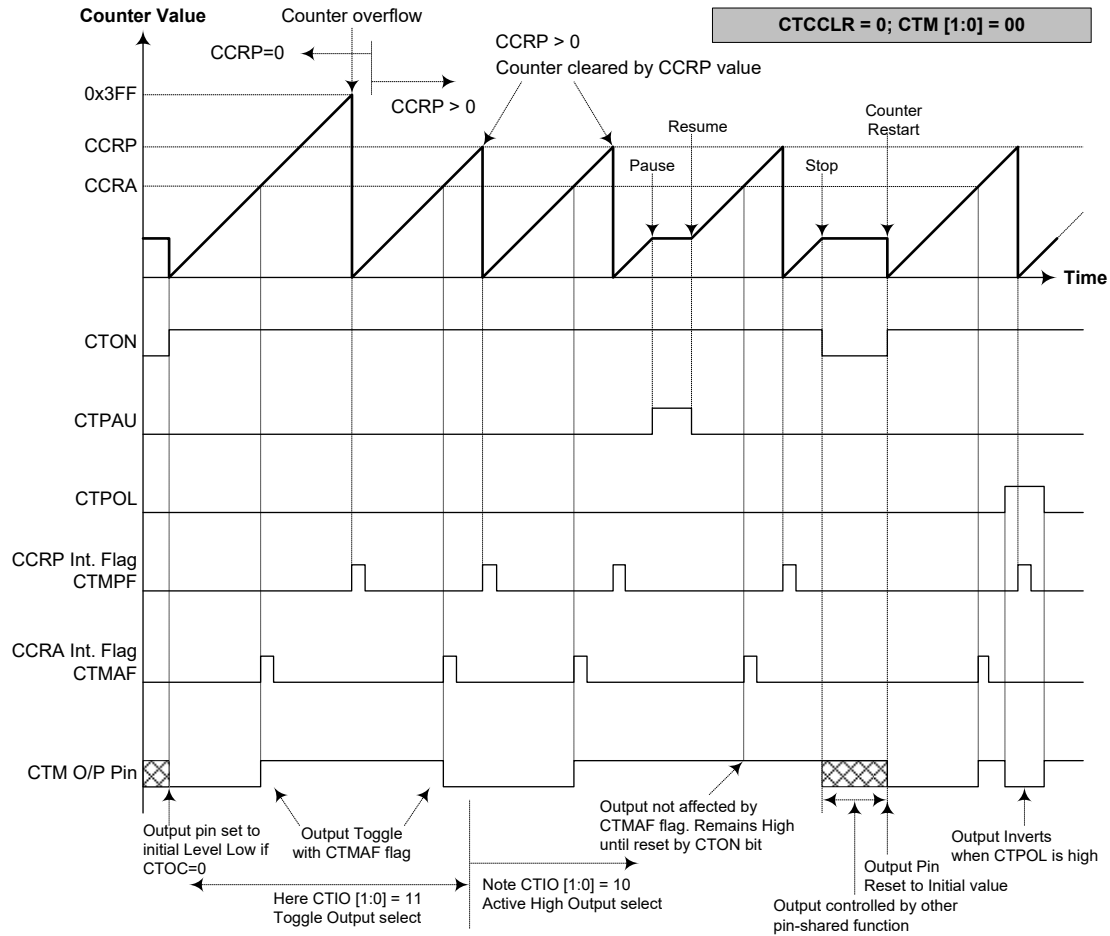 Counter Value
Counter overflow
CTCCLR = 0; CTM [1:0] = 00
CCRP=0
CCRP > 0
CCRP > 0
Counter cleared by CCRP value
0x3FF
CCRP
CCRA
Pause
Resume
Stop
Counter
Restart
Time
CTON
CTPAU
CTPOL
CCRP Int. Flag
CTMPF
CCRA Int. Flag
CTMAF
CTM O/P Pin
Output pin set to
initial Level Low if
CTOC=0
Output Toggle
with CTMAF flag
Here CTIO [1:0] = 11
Toggle Output select
Note CTIO [1:0] = 10
Active High Output select
Output not affected by
CTMAF flag. Remains High
until reset by CTON bit
Output Pin
Reset to Initial value
Output controlled by other
pin-shared function
Output Inverts
when CTPOL is high